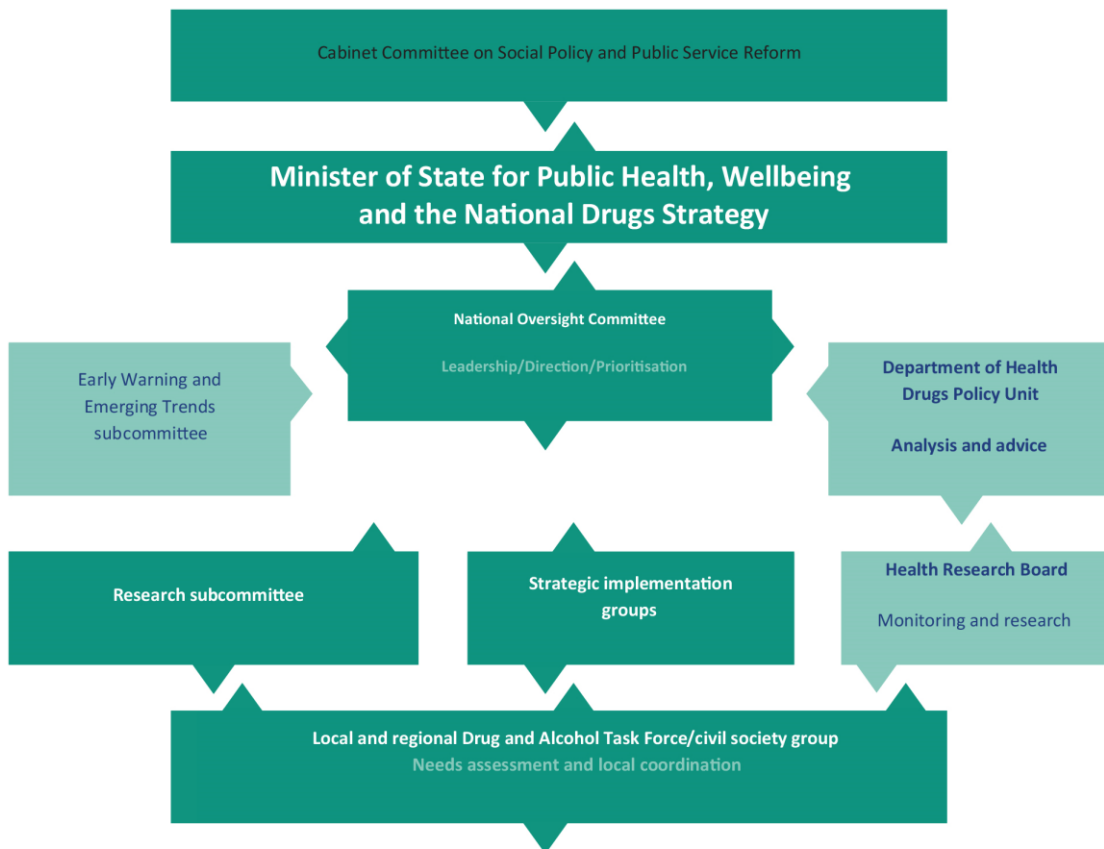 Cabinet Committee on Social Policy and Public Service Reform
Minister of State for Public Health, Wellbeing
and the National Drugs Strategy
National Oversight Committee
Leadership/Direction/Prioritisation
Early Warning and
Emerging Trends
subcommittee
Department of Health
Drugs Policy Unit
Analysis and advice
Research subcommittee
Strategic implementation
groups
Health Research Board
Monitoring and research
Local and regional Drug and Alcohol Task Force/civil society group
Needs assessment and local coordination